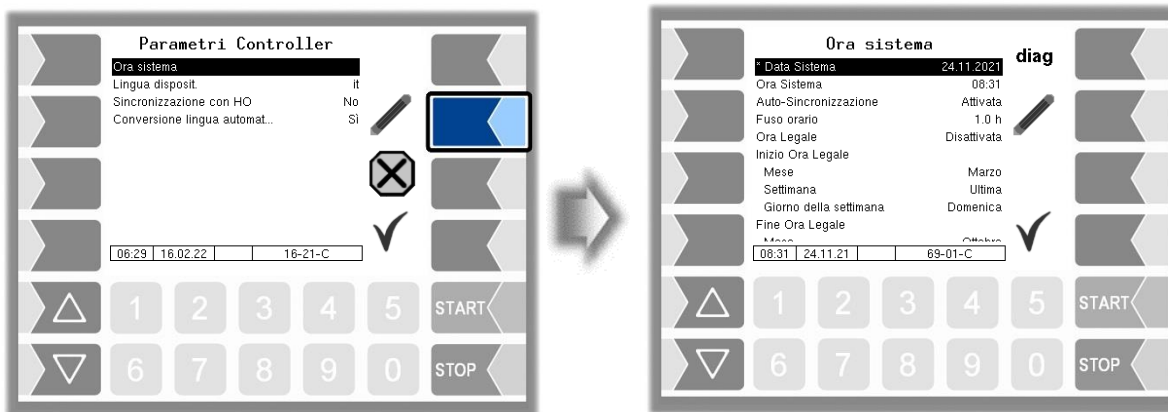 Parametri Controller
Ora sistema
Lingua disposit. it
Sincronizzazione con HO No
Conversione lingua automat... Sì
06:29 16.02.22 16-21-C
1 2 3 4 5 START
6 7 8 9 0 STOP
Ora sistema
diag
* Data Sistema 24.11.2021
Ora Sistema 08:31
Auto-Sincronizzazione Attivata
Fuso orario 1.0 h
Ora Legale Disattivata
Inizio Ora Legale
Mese Marzo
Settimana Ultima
Giorno della settimana Domenica
Fine Ora Legale
Mese Ottobre
08:31 24.11.21 69-01-C
1 2 3 4 5 START
6 7 8 9 0 STOP